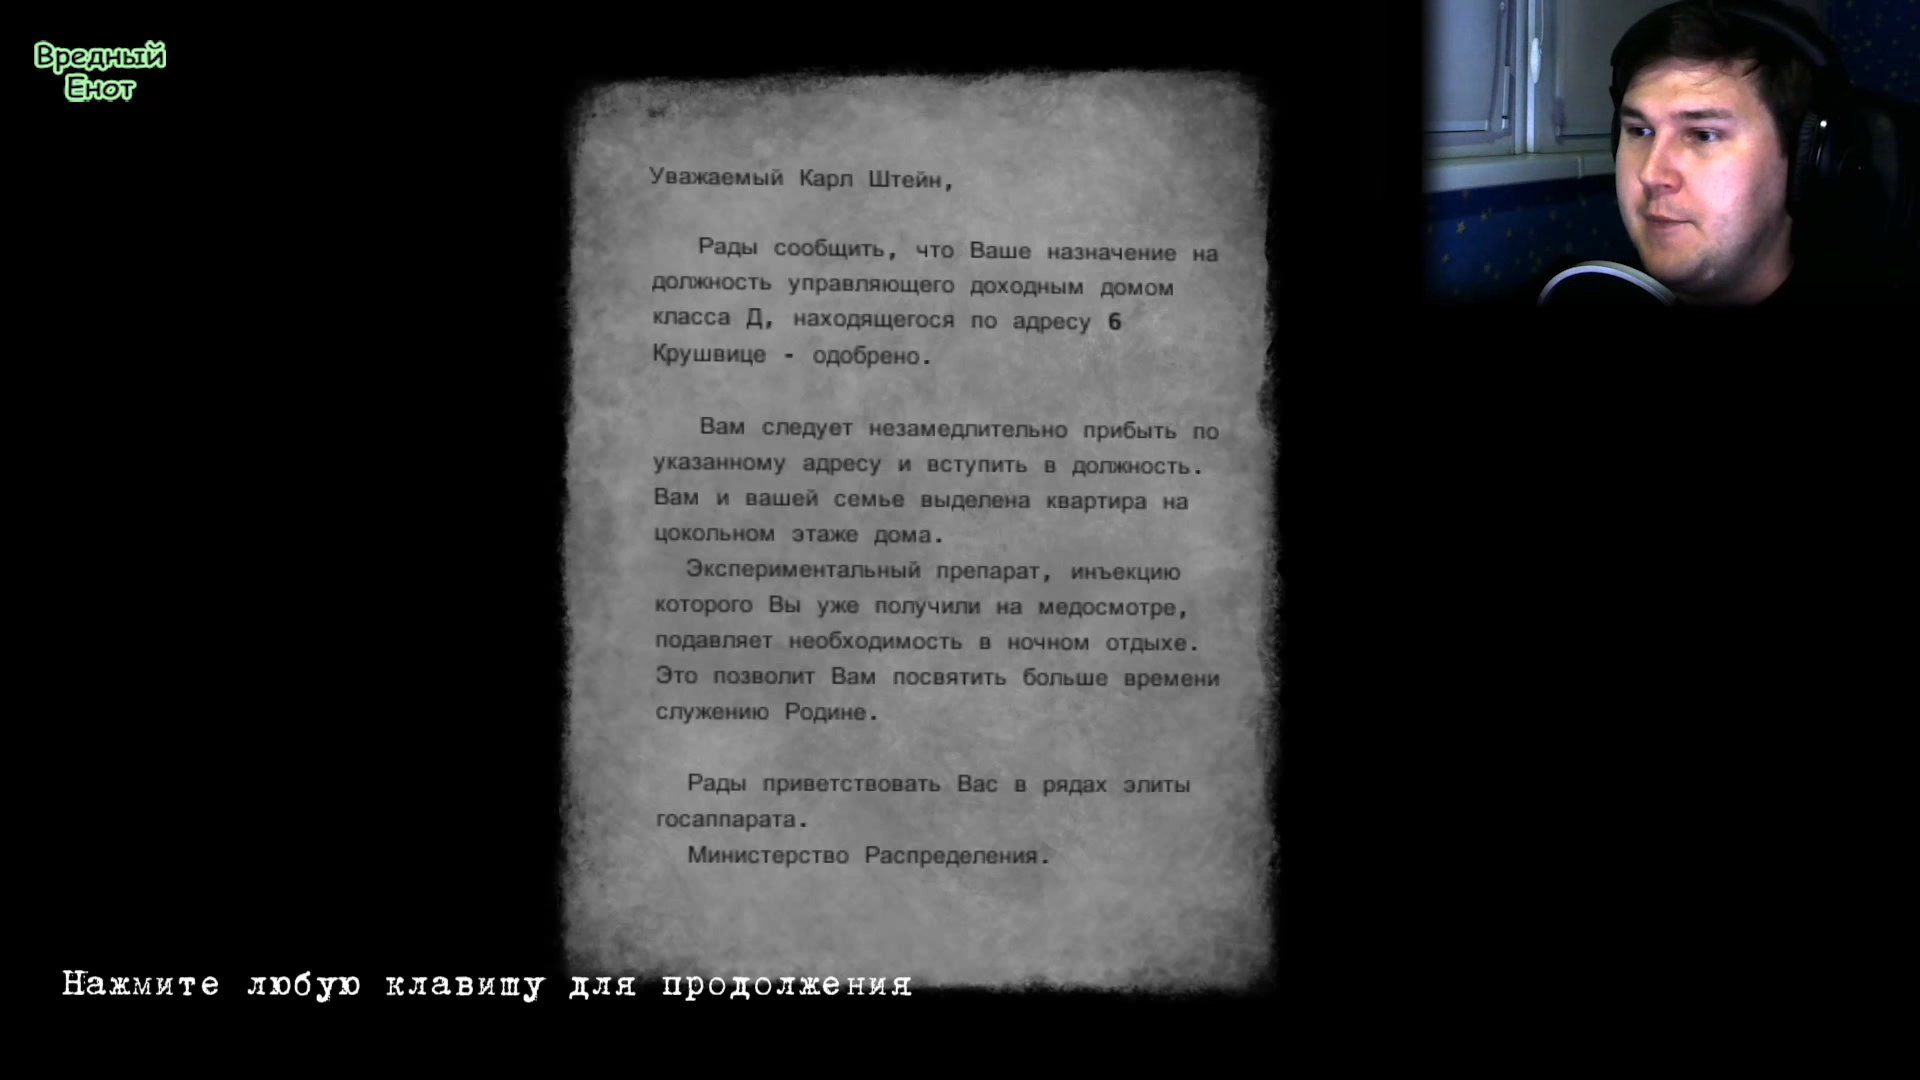 Вредный
Енот
Уважаемый Карл Штейн,
Рады сообщить, что Ваше назначение на
должность управляющего доходным домом
класса Д, находящегося по адресу 6
Крушвице - одобрено.
Вам следует незамедлительно прибыть по
указанному адресу и вступить в должность.
Вам и вашей семье выделена квартира на
цокольном этаже дома.
Экспериментальный препарат, инъекцию
которого Вы уже получили на медосмотре,
подавляет необходимость в ночном отдыхе.
Это позволит Вам посвятить больше времени
служению Родине.
Рады приветствовать Вас в рядах элиты
госаппарата.
Министерство Распределения.
Нажмите любую клавишу для продолжения